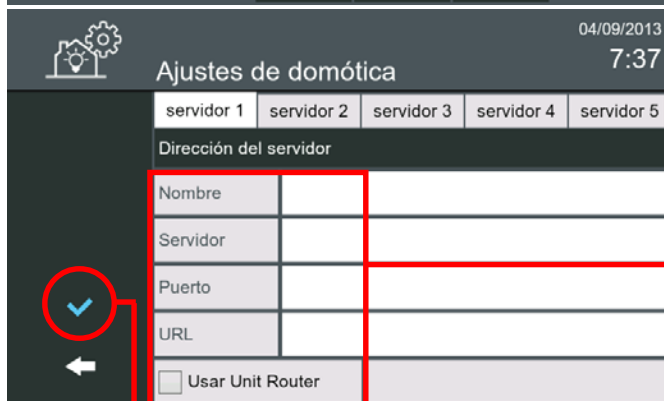 04/09/2013
7:37
Ajustes de domótica
servidor 1 servidor 2 servidor 3 servidor 4 servidor 5
Dirección del servidor
Nombre
Servidor
Puerto
URL
Usar Unit Router